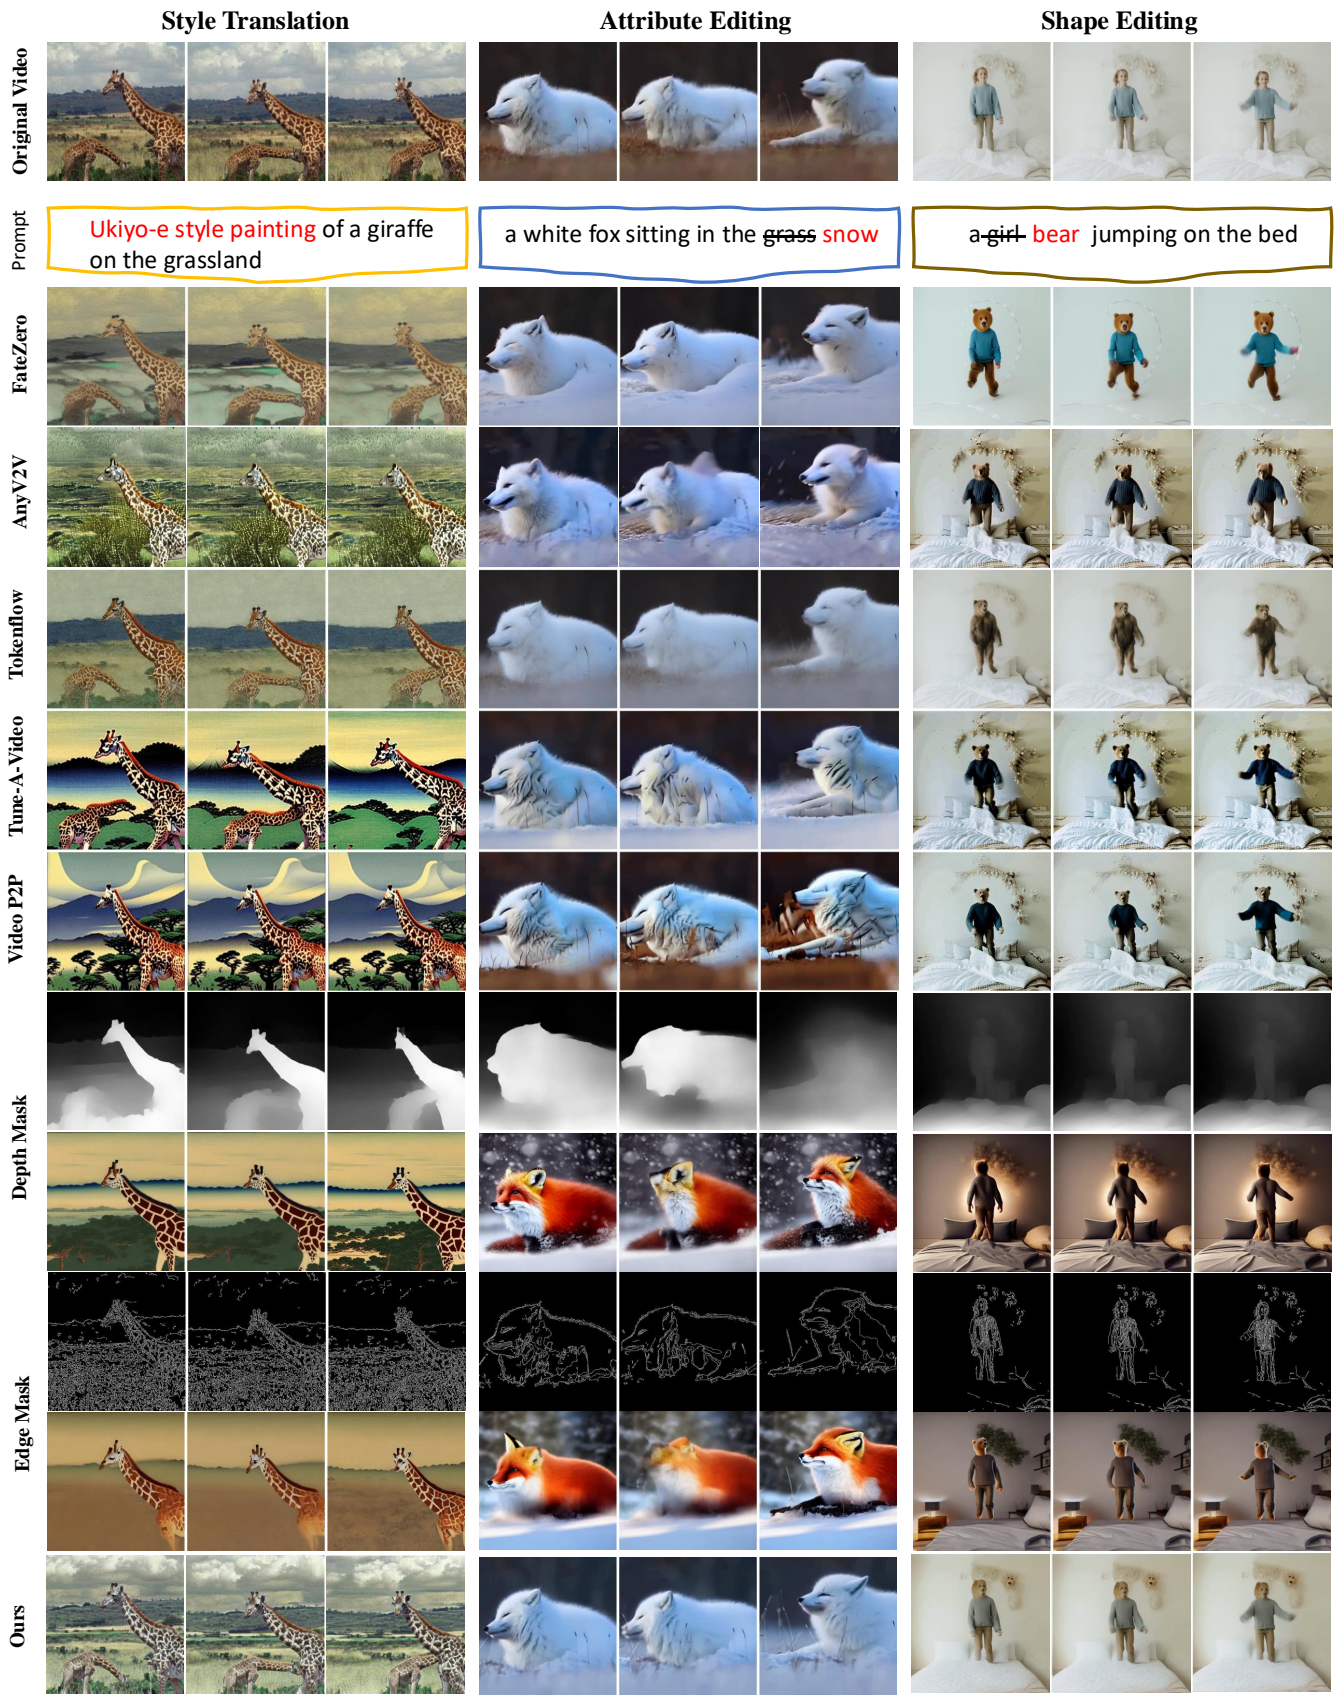 Style Translation
Attribute Editing
Shape Editing
Original Video
Prompt
Ukiyo-e style painting of a giraffe
on the grassland
a white fox sitting in the grass snow
a girl bear jumping on the bed
FateZero
AnyV2V
Tokenflow
Tune-A-Video
Video P2P
Depth Mask
Edge Mask
Ours